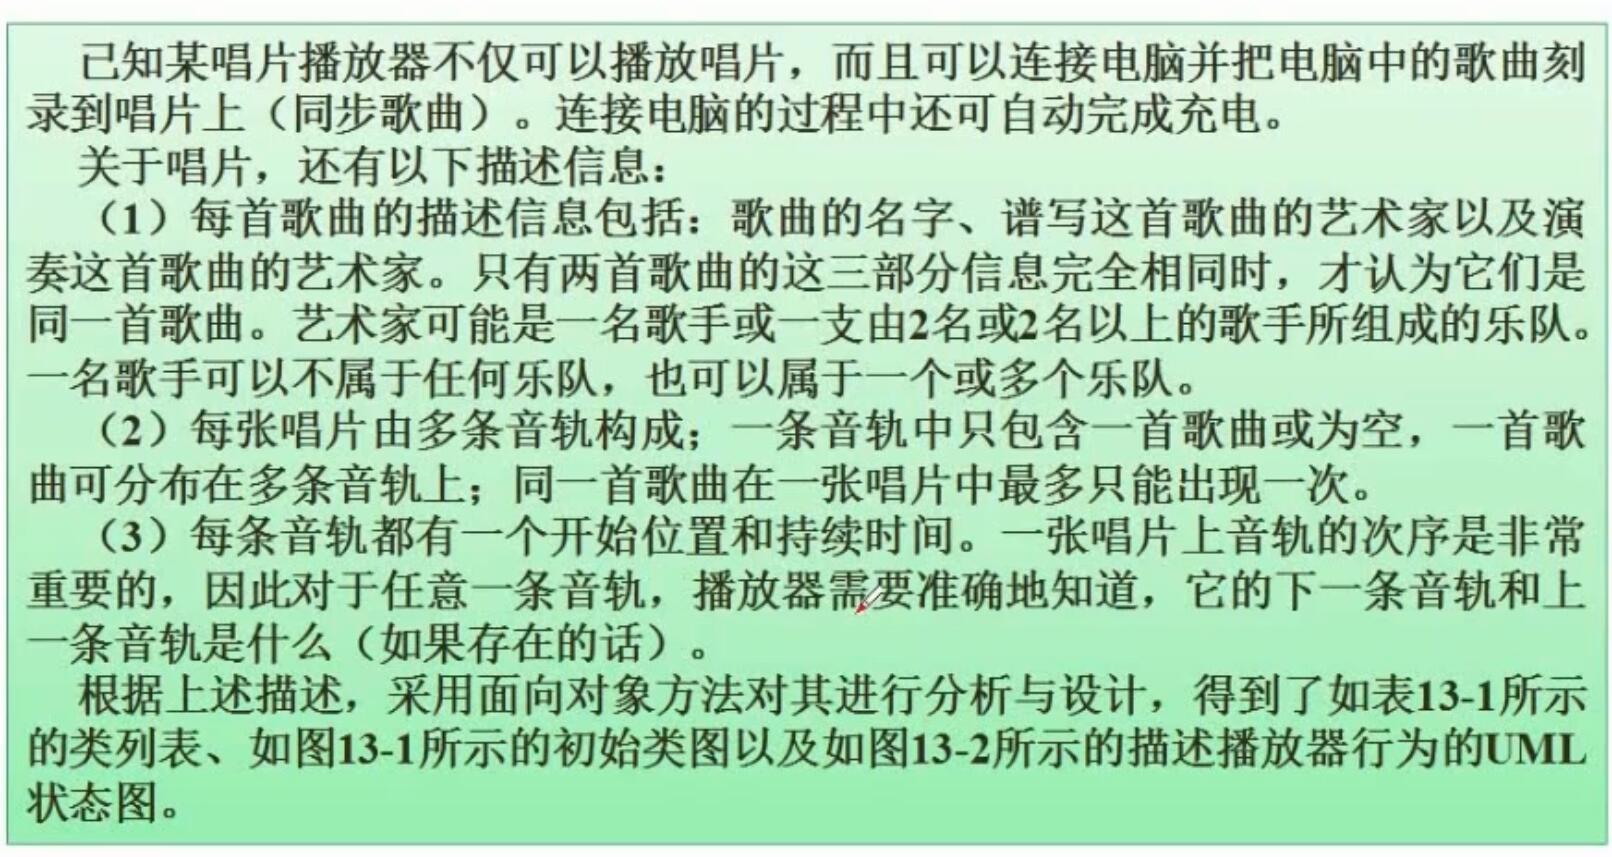 已知某唱片播放器不仅可以播放唱片，而且可以连接电脑并把电脑中的歌曲刻
录到唱片上（同步歌曲）。连接电脑的过程中还可自动完成充电。
关于唱片，还有以下描述信息：
（1）每首歌曲的描述信息包括：歌曲的名字、谱写这首歌曲的艺术家以及演
奏这首歌曲的艺术家。只有两首歌曲的这三部分信息完全相同时，才认为它们是
同一首歌曲。艺术家可能是一名歌手或一支由2名或2名以上的歌手所组成的乐队。
一名歌手可以不属于任何乐队，也可以属于一个或多个乐队。
（2）每张唱片由多条音轨构成；一条音轨中只包含一首歌曲或为空，一首歌
曲可分布在多条音轨上；同一首歌曲在一张唱片中最多只能出现一次。
（3）每条音轨都有一个开始位置和持续时间。一张唱片上音轨的次序是非常
重要的，因此对于任意一条音轨，播放器需要准确地知道，它的下一条音轨和上
一条音轨是什么（如果存在的话）。
根据上述描述，采用面向对象方法对其进行分析与设计，得到了如表13-1所示
的类列表、如图13-1所示的初始类图以及如图13-2所示的描述播放器行为的UML
状态图。